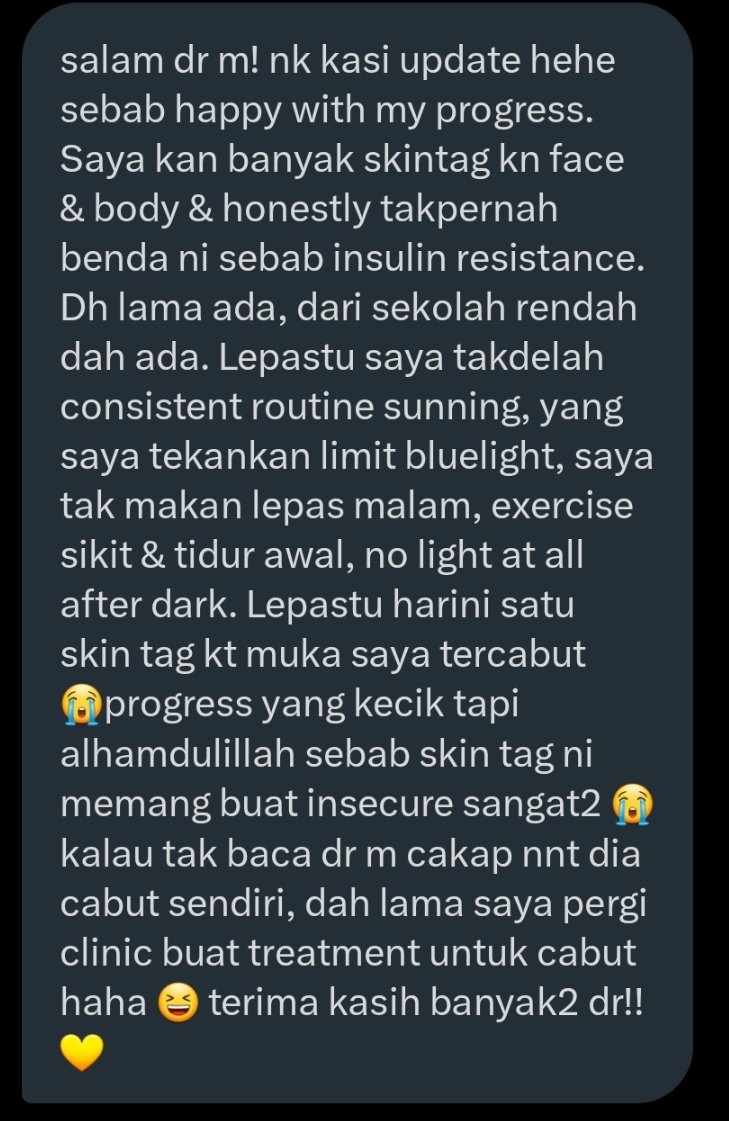 salam dr m! nk kasi update hehe
sebab happy with my progress.
Saya kan banyak skintag kn face
& body & honestly takpernah
benda ni sebab insulin resistance.
Dh lama ada, dari sekolah rendah
dah ada. Lepastu saya takdelah
consistent routine sunning, yang
saya tekankan limit bluelight, saya
tak makan lepas malam, exercise
sikit & tidur awal, no light at all
after dark. Lepastu harini satu
skin tag kt muka saya tercabut
😭progress yang kecik tapi
alhamdulillah sebab skin tag ni
memang buat insecure sangat2 😭
kalau tak baca dr m cakap nnt dia
cabut sendiri, dah lama saya pergi
clinic buat treatment untuk cabut
haha 😆 terima kasih banyak2 dr!!
💛